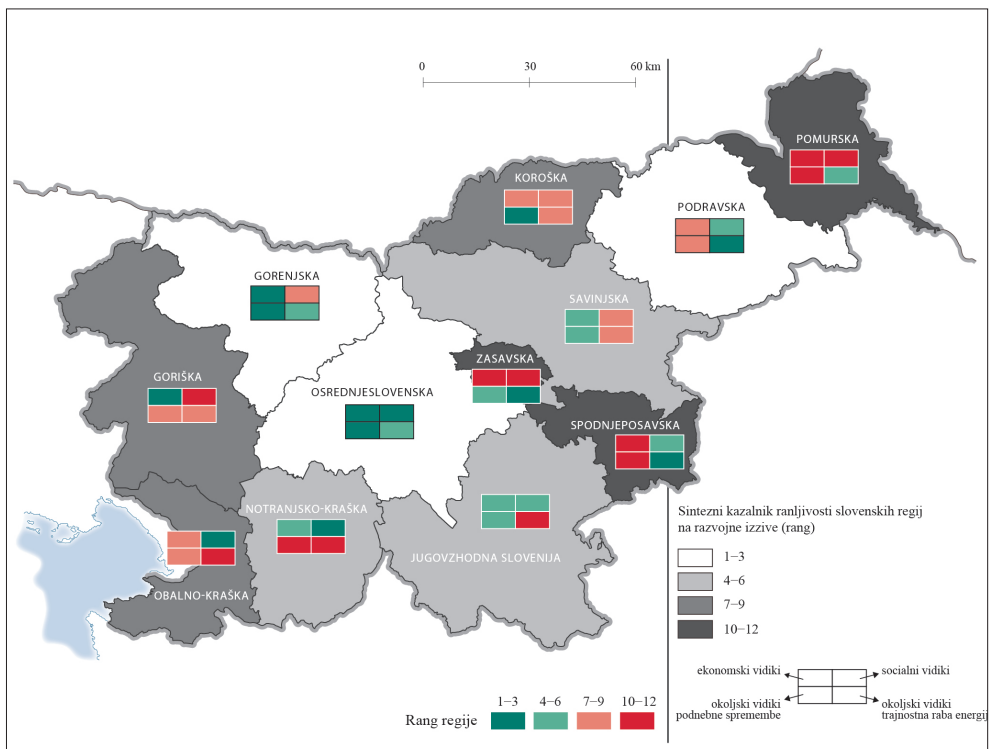 0 30 60 km
POMURSKA
KOROŠKA
PODRAVSKA
GORENJSKA
SAVINJSKA
ZASAVSKA
GORIŠKA
OSREDNJESLOVENSKA
SPODNJEPOSAVSKA
NOTRANJSKO-KRAŠKA
JUGOVZHODNA SLOVENIJA
OBALNO-KRAŠKA
Sintezni kazalnik ranljivosti slovenskih regij
na razvojne izzive (rang)
1–3
4–6
7–9
10–12
ekonomski vidiki
socialni vidiki
okoljski vidiki
podnebne spremembe
okoljski vidiki
trajnostna raba energij
Rang regije
1–3 4–6 7–9 10–12